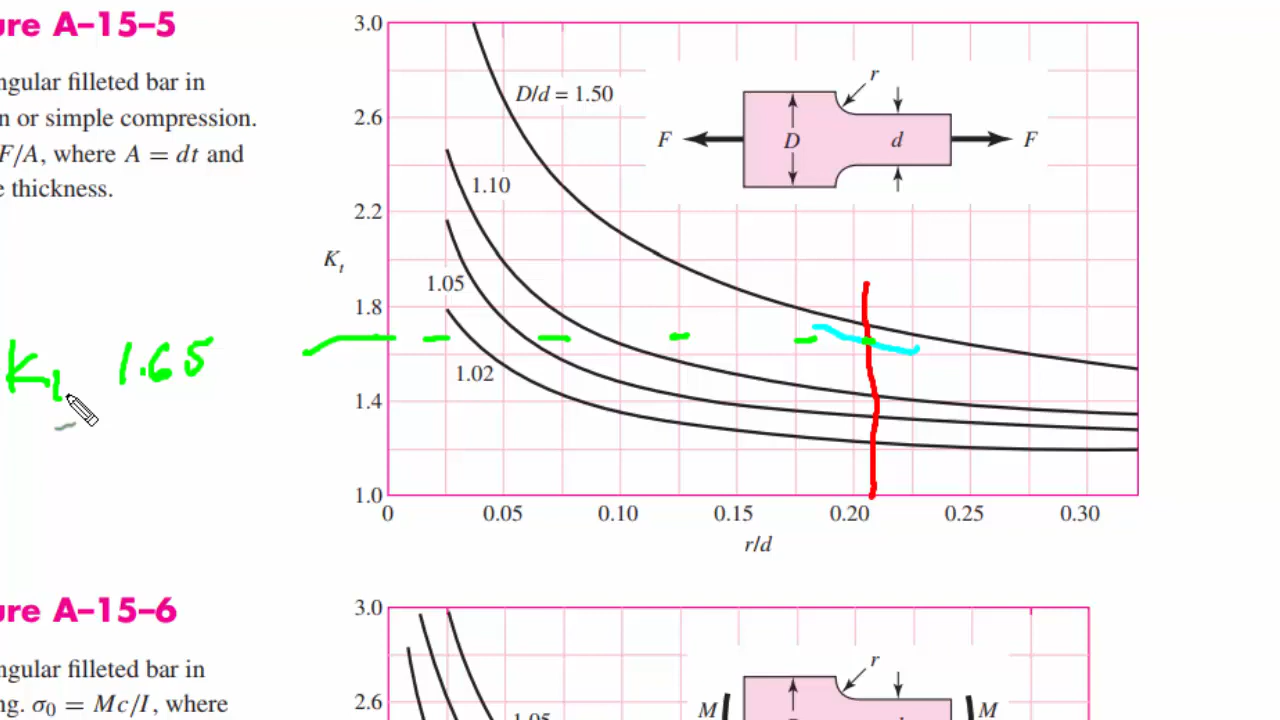 ure A–15–5
ngular filleted bar in
n or simple compression.
F/A, where A = dt and
e thickness.
3.0
2.6
2.2
1.8
1.4
1.0
K_t
D/d = 1.50
1.10
1.05
1.02
r
F
D
d
F
0 0.05 0.10 0.15 0.20 0.25 0.30
r/d
K_t 1.65
ure A–15–6
ngular filleted bar in
ng. σ₀ = Mc/I, where
3.0
2.6
1.05
r
M
M